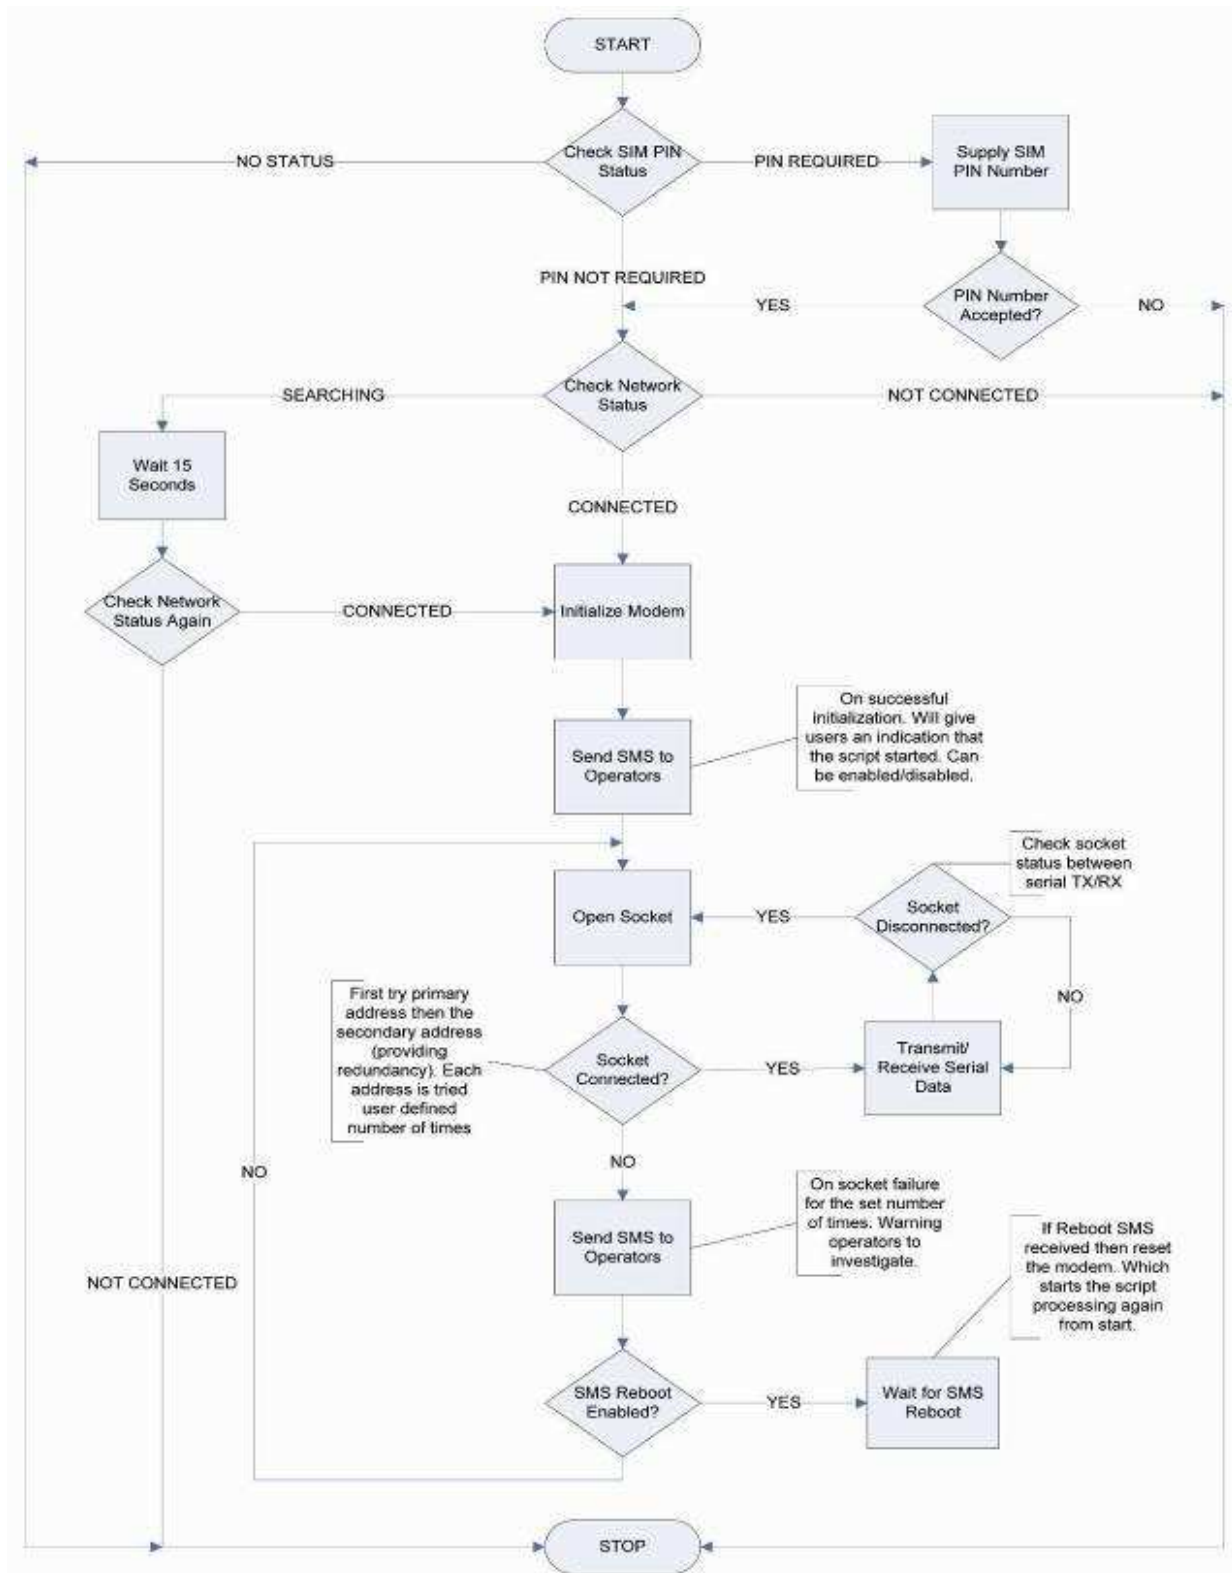 START
Check SIM PIN
Status
NO STATUS
PIN REQUIRED
Supply SIM
PIN Number
PIN NOT REQUIRED
YES
PIN Number
Accepted?
NO
SEARCHING
Check Network
Status
NOT CONNECTED
Wait 15
Seconds
CONNECTED
Check Network
Status Again
CONNECTED
Initialize Modem
On successful
initialization. Will give
users an indication that
the script started. Can
be enabled/disabled.
Send SMS to
Operators
Check socket
status between
serial TX/RX
Open Socket
YES
Socket
Disconnected?
NO
First try primary
address then the
secondary address
(providing
redundancy). Each
address is tried
user defined
number of times
Socket
Connected?
YES
Transmit/
Receive Serial
Data
NO
NO
On socket failure
for the set number
of times. Warning
operators to
investigate.
Send SMS to
Operators
If Reboot SMS
received then reset
the modem. Which
starts the script
processing again
from start.
NOT CONNECTED
SMS Reboot
Enabled?
YES
Wait for SMS
Reboot
STOP